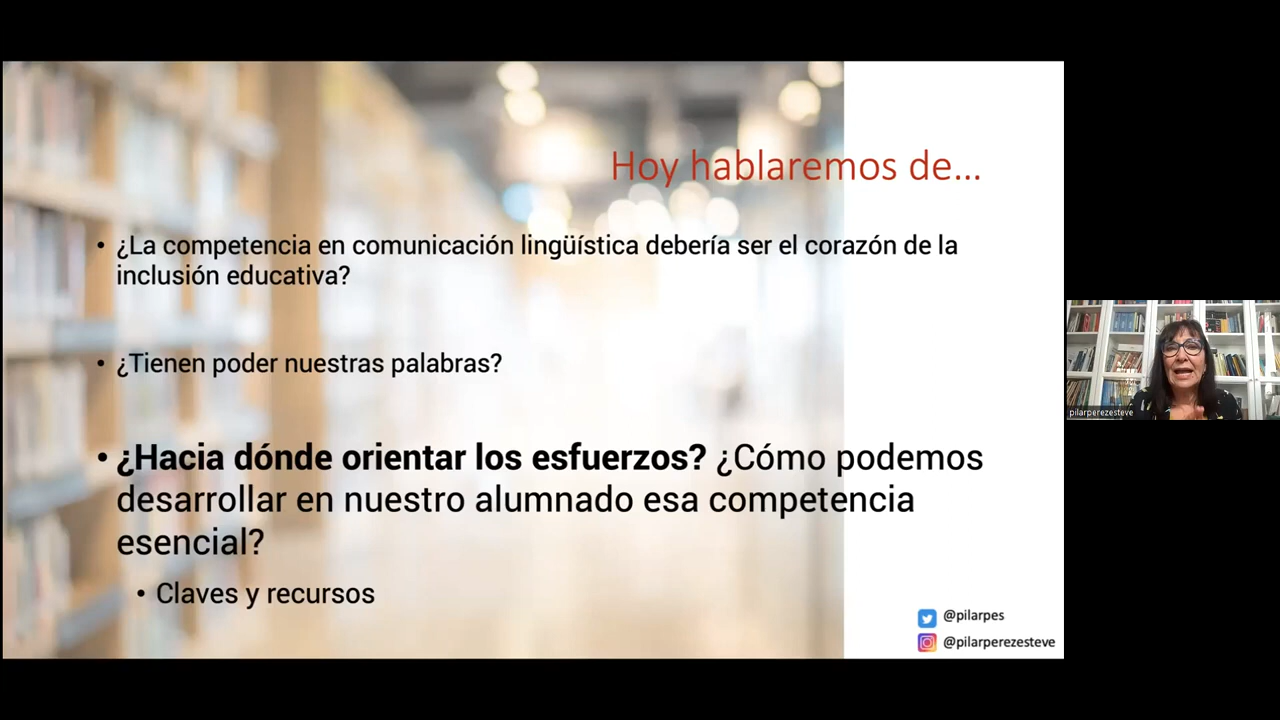 Hoy hablaremos de...
• ¿La competencia en comunicación lingüística debería ser el corazón de la
inclusión educativa?
• ¿Tienen poder nuestras palabras?
• ¿Hacia dónde orientar los esfuerzos? ¿Cómo podemos
desarrollar en nuestro alumnado esa competencia
esencial?
• Claves y recursos
@pilarpes
@pilarperezesteve
pilarperezesteve